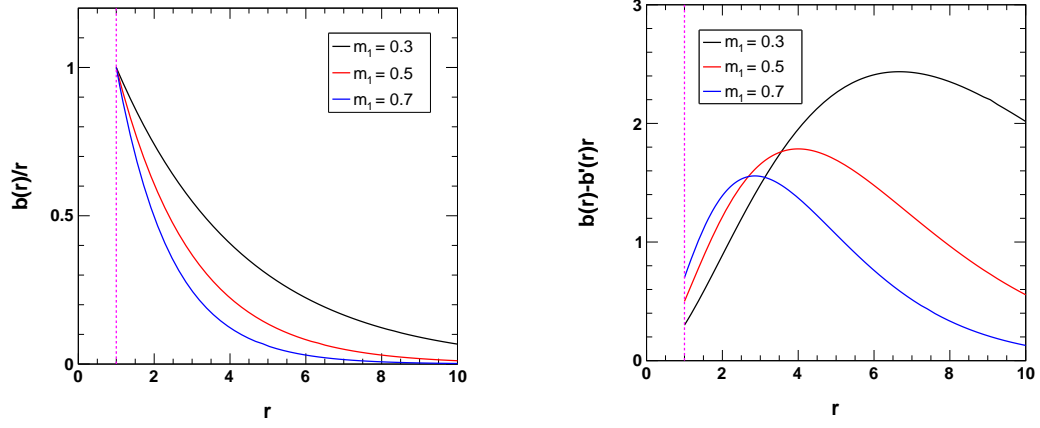 b(r)/r
1
0.5
0
0 2 4 6 8 10
r
m1 = 0.3
m1 = 0.5
m1 = 0.7
b(r)-b'(r)r
3
2
1
0
0 2 4 6 8 10
r
m1 = 0.3
m1 = 0.5
m1 = 0.7